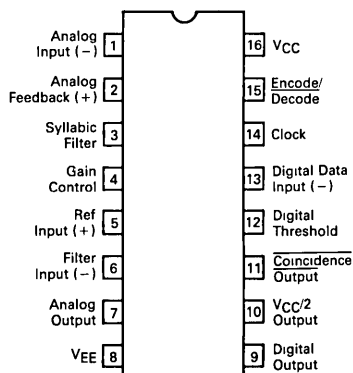 Analog
Input (−)
1
16
VCC
Analog
Feedback (+)
2
15
Encode/
Decode
Syllabic
Filter
3
14
Clock
Gain
Control
4
13
Digital Data
Input (−)
Ref
Input (+)
5
12
Digital
Threshold
Filter
Input (−)
6
11
Coincidence
Output
Analog
Output
7
10
VCC/2
Output
VEE
8
9
Digital
Output